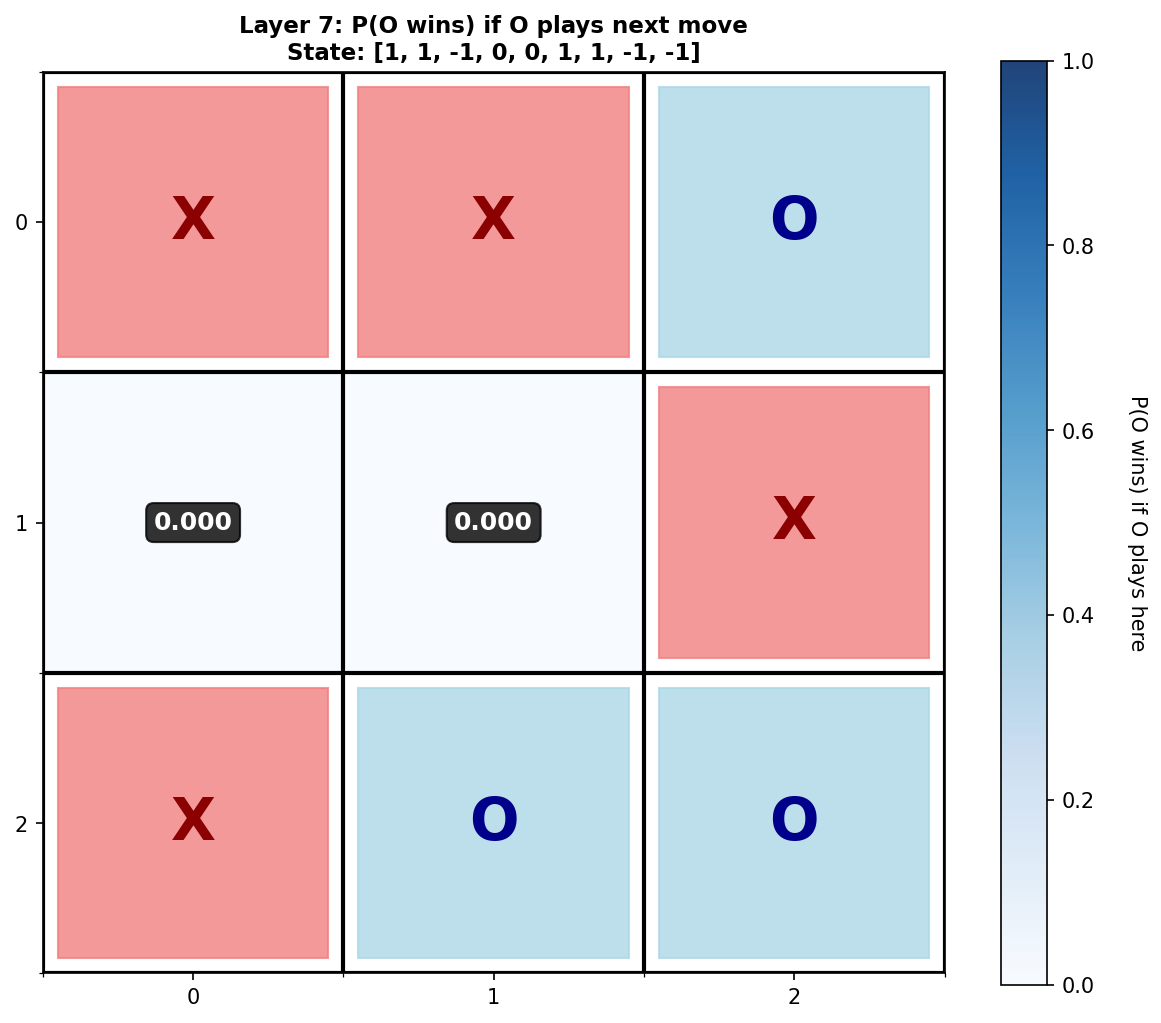 Layer 7: P(O wins) if O plays next move
State: [1, 1, -1, 0, 0, 1, 1, -1, -1]
0
X
X
O
1
0.000
0.000
X
2
X
O
O
0
1
2
1.0
0.8
0.6
0.4
0.2
0.0
P(O wins) if O plays here